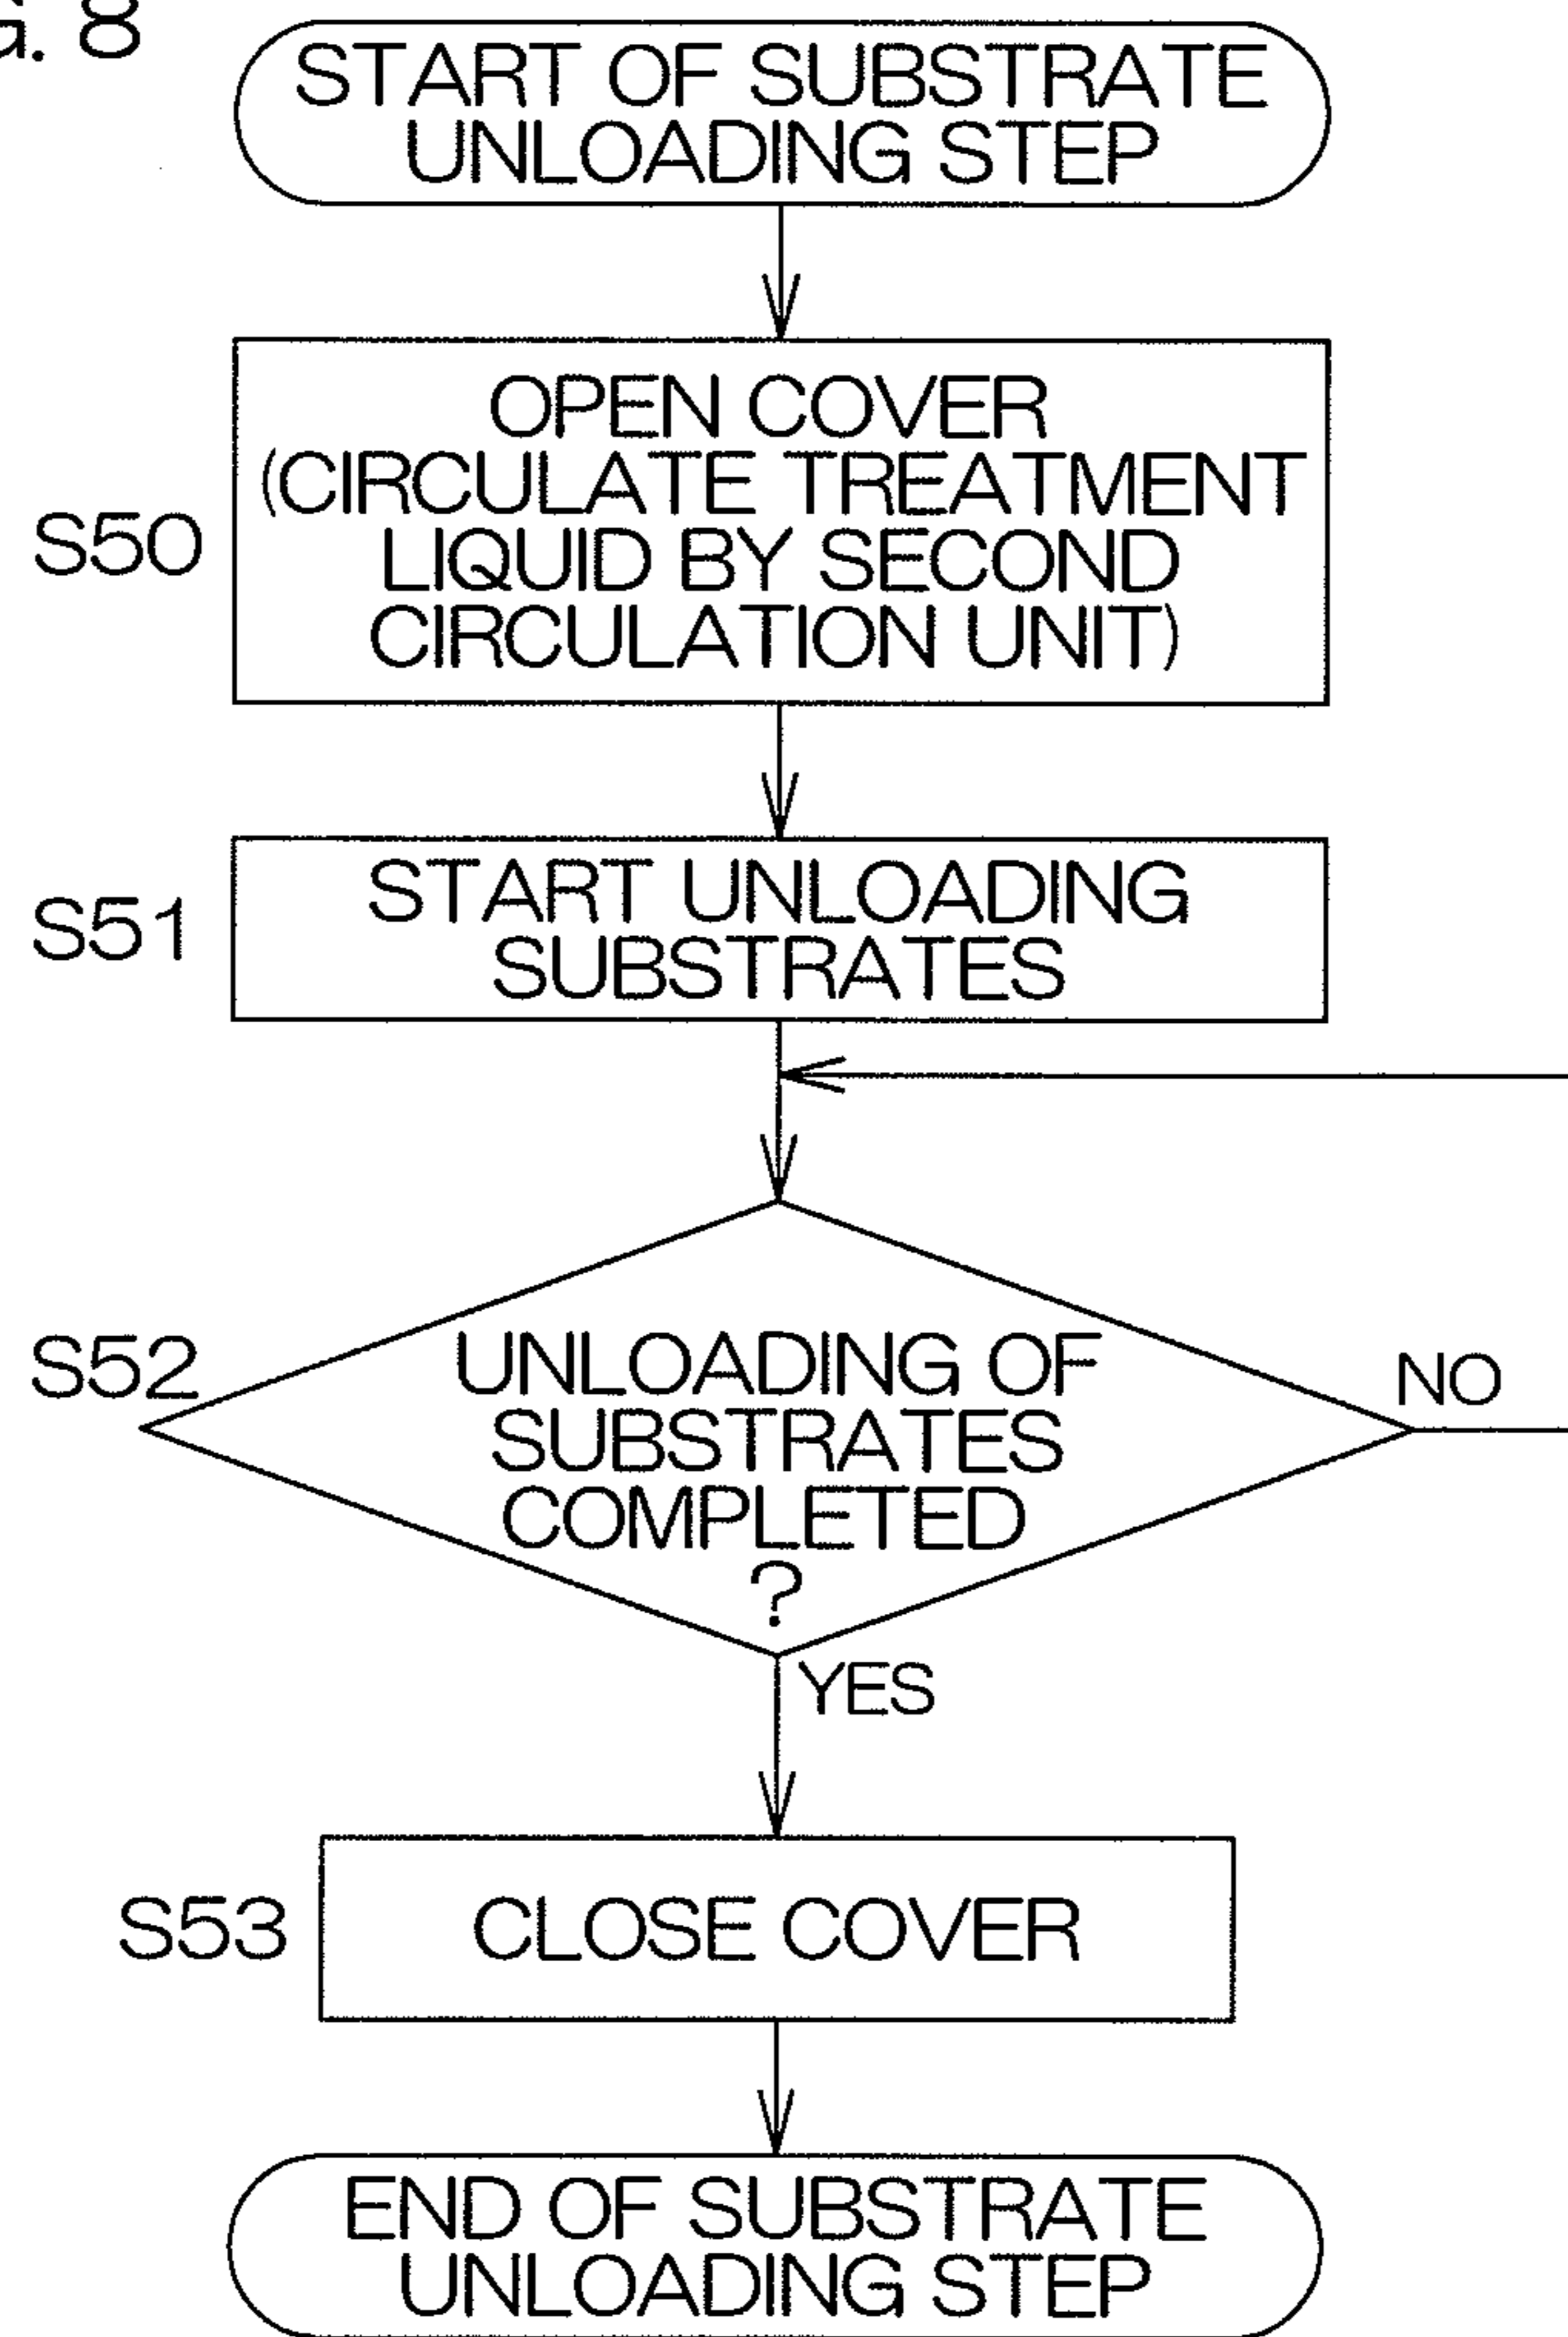 G. 8
START OF SUBSTRATE
UNLOADING STEP
S50
OPEN COVER
(CIRCULATE TREATMENT
LIQUID BY SECOND
CIRCULATION UNIT)
S51
START UNLOADING
SUBSTRATES
S52
UNLOADING OF
SUBSTRATES
COMPLETED
?
NO
YES
S53
CLOSE COVER
END OF SUBSTRATE
UNLOADING STEP